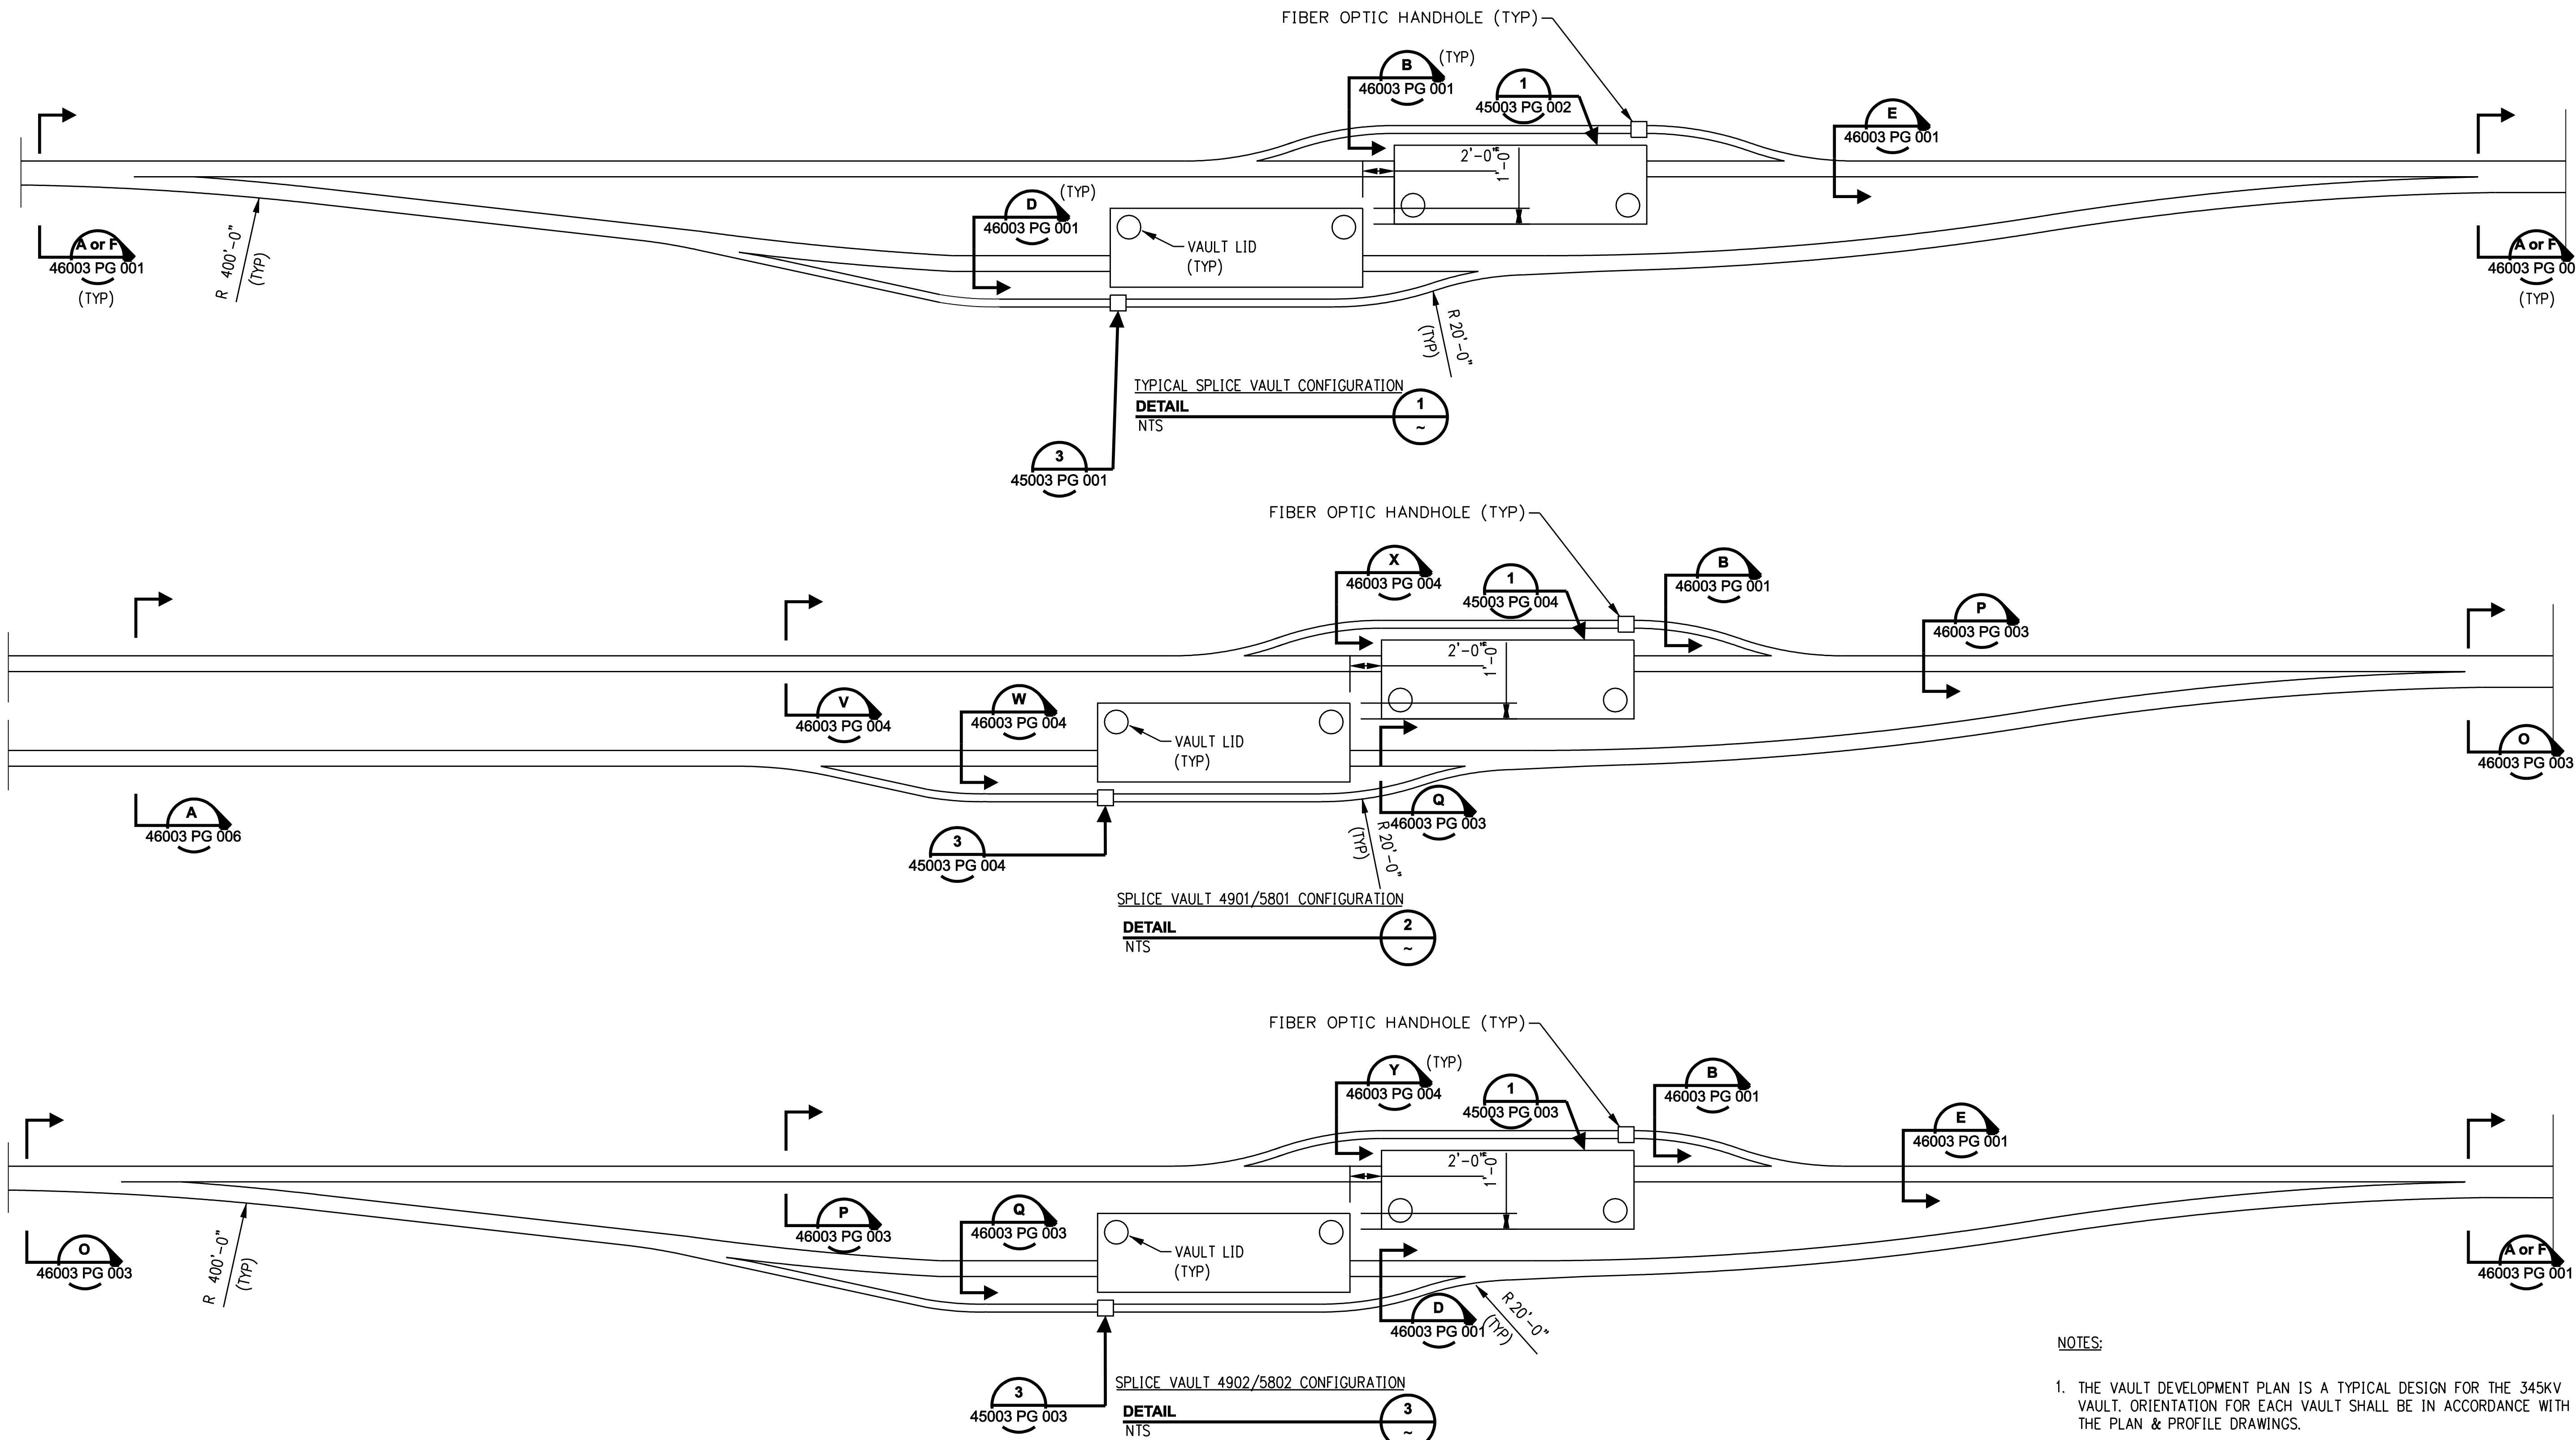 FIBER OPTIC HANDHOLE (TYP)
B
(TYP)
46003 PG 001
1
45003 PG 002
E
46003 PG 001
2'-0"
1'-0"
D
(TYP)
46003 PG 001
A or F
46003 PG 001
(TYP)
R 400'-0"
(TYP)
VAULT LID
(TYP)
A or F
46003 PG 00
(TYP)
R 20'-0"
(TYP)
TYPICAL SPLICE VAULT CONFIGURATION
DETAIL
NTS
1
~
3
45003 PG 001
FIBER OPTIC HANDHOLE (TYP)
X
46003 PG 004
1
45003 PG 004
B
46003 PG 001
P
46003 PG 003
2'-0"
1'-0"
V
46003 PG 004
W
46003 PG 004
VAULT LID
(TYP)
O
46003 PG 003
A
46003 PG 006
Q
46003 PG 003
3
45003 PG 004
R 20'-0"
(TYP)
SPLICE VAULT 4901/5801 CONFIGURATION
DETAIL
NTS
2
~
FIBER OPTIC HANDHOLE (TYP)
Y
(TYP)
46003 PG 004
1
45003 PG 003
B
46003 PG 001
E
46003 PG 001
2'-0"
1'-0"
O
46003 PG 003
R 400'-0"
(TYP)
P
46003 PG 003
Q
46003 PG 003
VAULT LID
(TYP)
A or F
46003 PG 001
D
46003 PG 001
R 20'-0"
(TYP)
3
45003 PG 003
SPLICE VAULT 4902/5802 CONFIGURATION
DETAIL
NTS
3
~
NOTES:
1. THE VAULT DEVELOPMENT PLAN IS A TYPICAL DESIGN FOR THE 345KV
VAULT. ORIENTATION FOR EACH VAULT SHALL BE IN ACCORDANCE WITH
THE PLAN & PROFILE DRAWINGS.